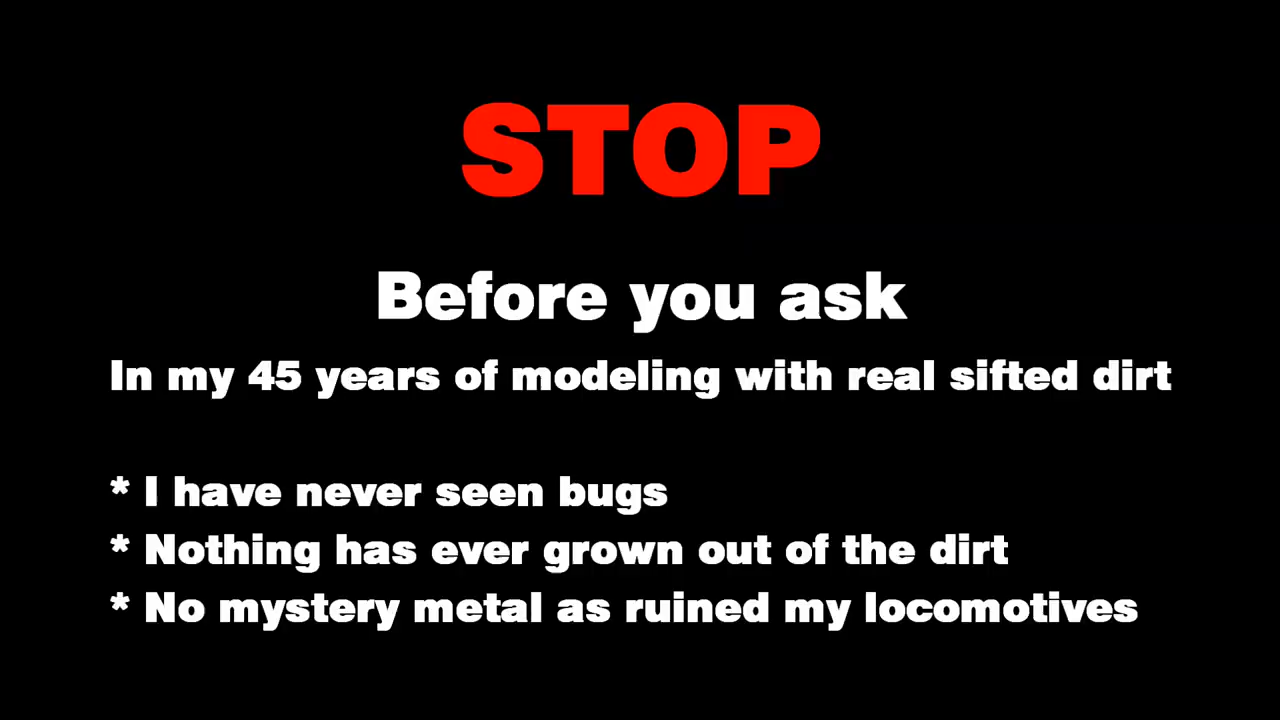 STOP
Before you ask
In my 45 years of modeling with real sifted dirt
* I have never seen bugs
* Nothing has ever grown out of the dirt
* No mystery metal as ruined my locomotives